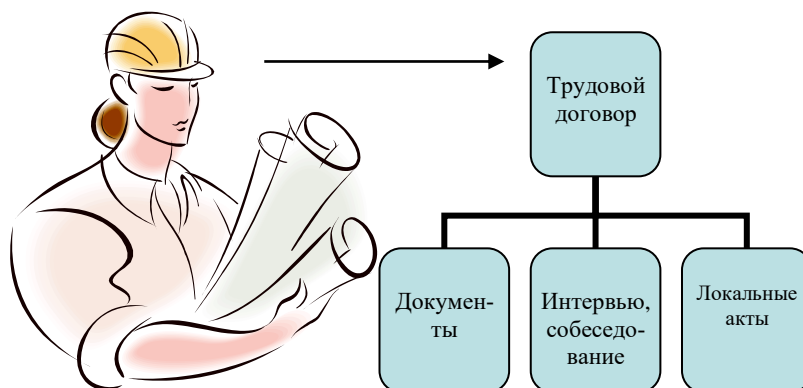 Трудовой
договор
Докумен-
ты
Интервью,
собеседо-
вание
Локальные
акты